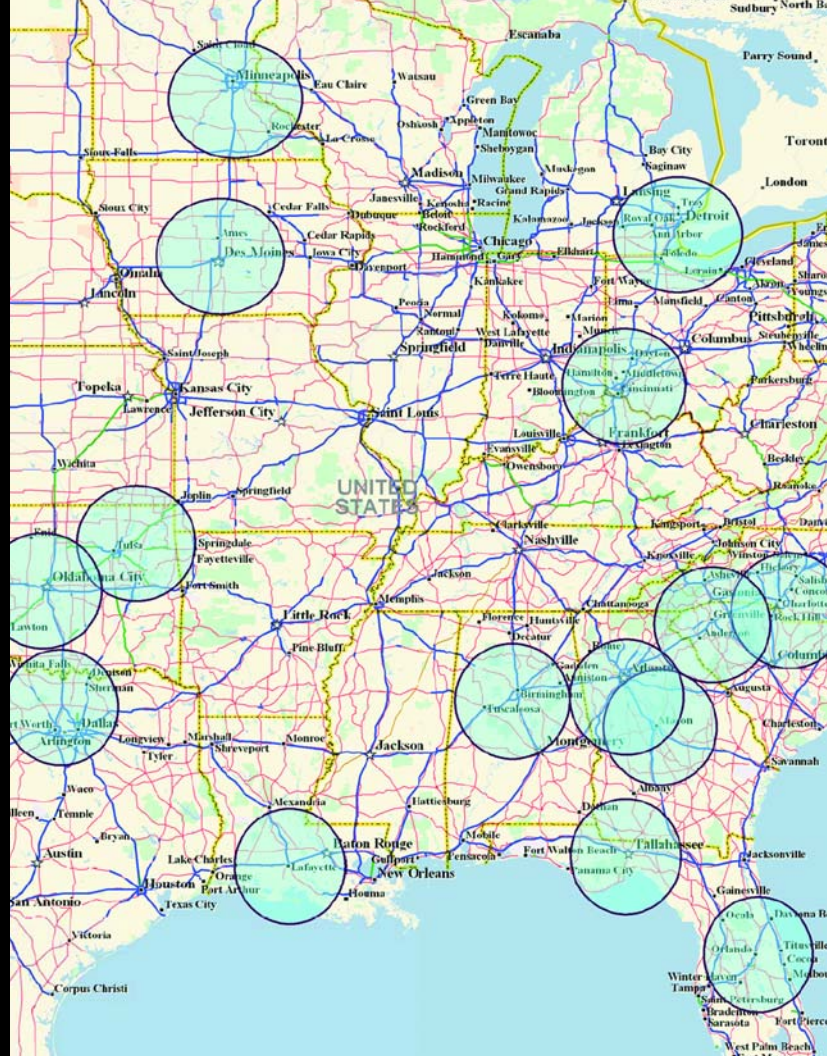 Sudbury
North Ba
Escanaba
Parry Sound
Saint Cloud
Minneapolis
Eau Claire
Wausau
Green Bay
Appleton
Oshkosh
Manitowoc
Sheboygan
Rochester
La Crosse
Bay City
Saginaw
Toront
Sioux Falls
Madison
Milwaukee
Muskegon
Grand Rapids
Lansing
London
Janesville
Kenosha
Racine
Beloit
Rockford
Sioux City
Cedar Falls
Dubuque
Kalamazoo
Jackson
Royal Oak
Troy
Detroit
Ann Arbor
Ames
Des Moines
Cedar Rapids
Iowa City
Davenport
Chicago
Hammond
Gary
Elkhart
Toledo
Lorain
Cleveland
Akron
Canton
Omaha
Lincoln
Kankakee
Fort Wayne
Lima
Mansfield
Peoria
Normal
Kokomo
Marion
Muncie
Pittsburgh
Steubenville
Wheelin
Rantoul
West Lafayette
Danville
Springfield
Indianapolis
Dayton
Columbus
Saint Joseph
Hamilton
Middletown
Cincinnati
Terre Haute
Bloomington
Parkersburg
Topeka
Kansas City
Lawrence
Jefferson City
Saint Louis
Louisville
Frankfort
Lexington
Charleston
Evansville
Owensboro
Beckley
Roanoke
Wichita
Joplin
Springfield
UNITED
STATES
Clarksville
Kingsport
Bristol
Danv
Enid
Tulsa
Springdale
Fayetteville
Nashville
Johnson City
Knoxville
Winston-Salem
Oklahoma City
Fort Smith
Jackson
Asheville
Hickory
Salisb
Memphis
Chattanooga
Gastonia
Concor
Charlotte
Lawton
Little Rock
Florence
Huntsville
Decatur
Greenville
Rock Hill
Anderson
Pine Bluff
Rome
Columbia
Wichita Falls
Denison
Sherman
Gadsden
Anniston
Atlanta
Birmingham
Tuscaloosa
Augusta
rt Worth
Dallas
Arlington
Macon
Charleston
Longview
Marshall
Monroe
Tyler
Shreveport
Jackson
Montgomery
Savannah
Waco
Albany
lleen
Temple
Alexandria
Hattiesburg
Dothan
Bryan
Mobile
Austin
Baton Rouge
Tallahassee
Lake Charles
Lafayette
Gulfport
Pensacola
Fort Walton Beach
Jacksonville
Panama City
Houston
Orange
Port Arthur
New Orleans
Houma
Gainesville
San Antonio
Texas City
Ocala
Daytona B
Victoria
Orlando
Titusville
Cocoa
Melbou
Winter Haven
Tampa
Corpus Christi
Saint Petersburg
Bradenton
Sarasota
Fort Pierce
West Palm Beach